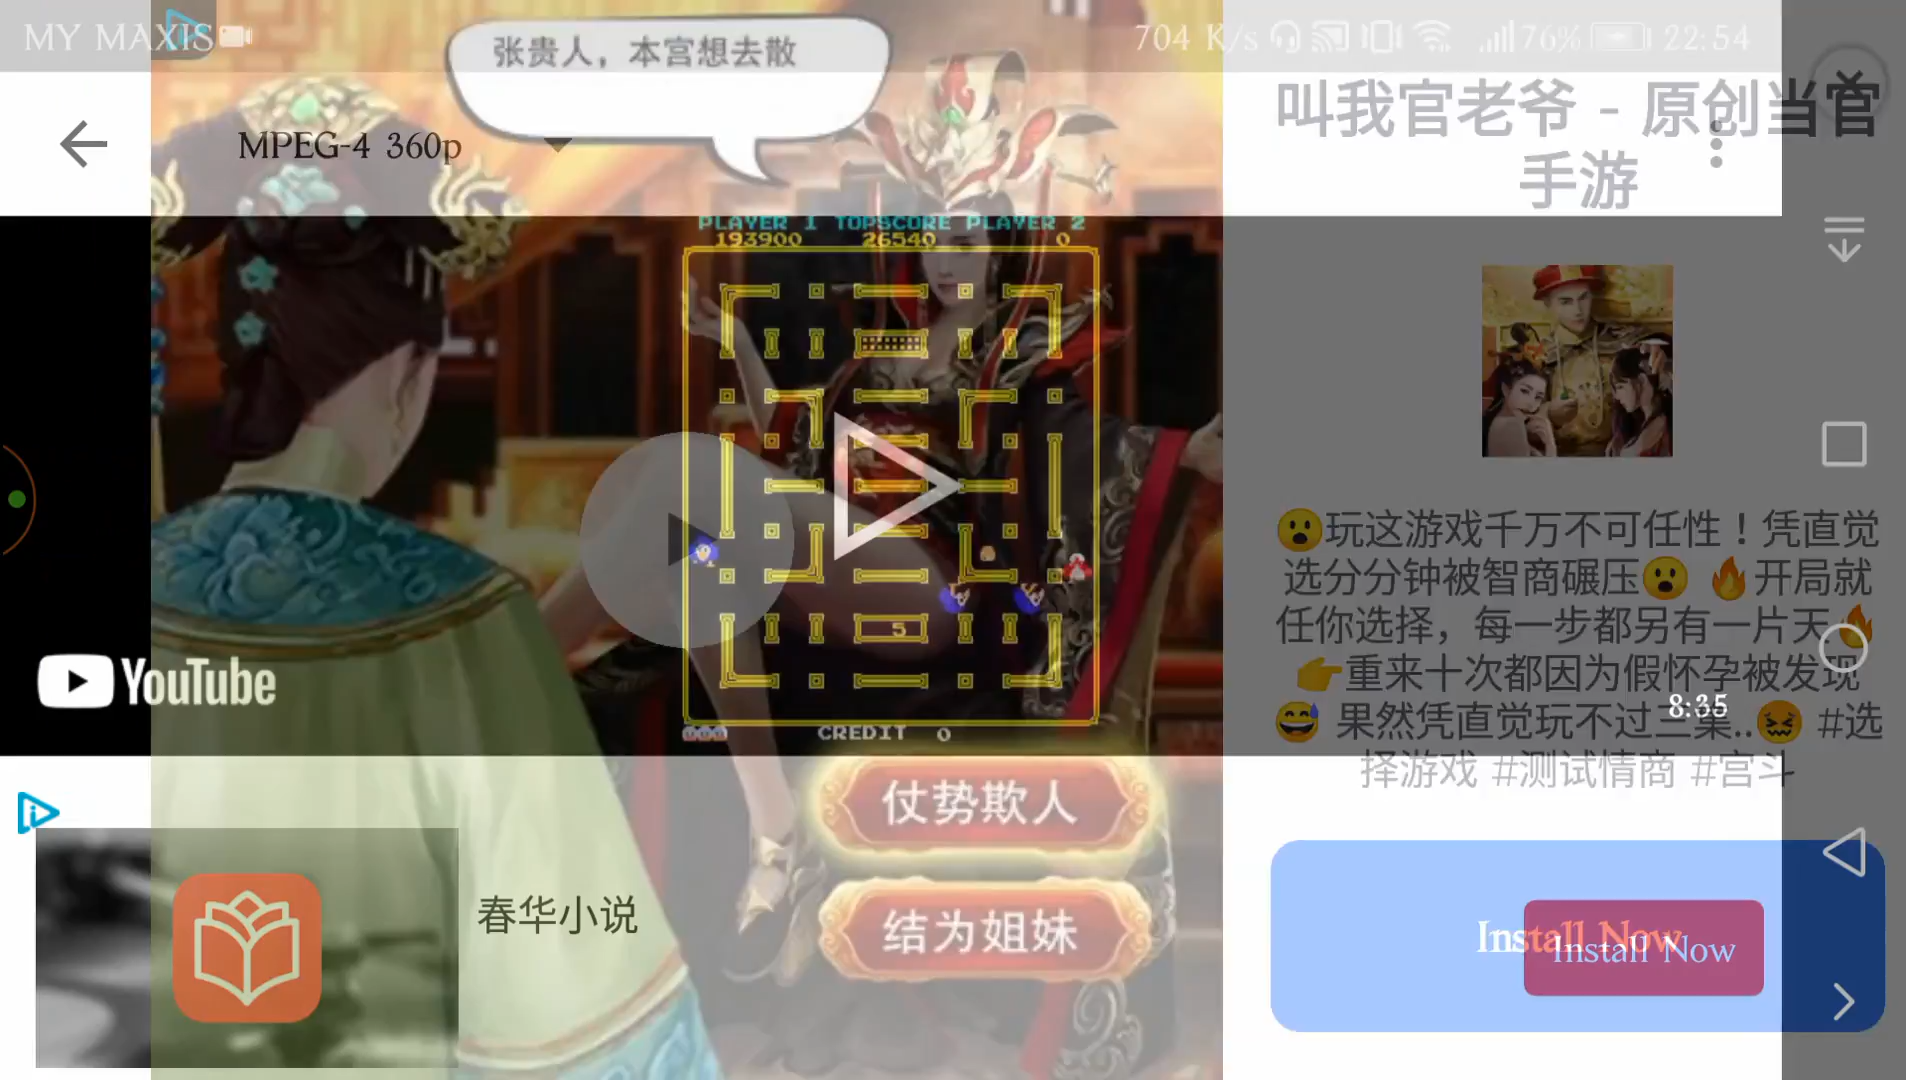 MY MAXIS
704 K/s 76% 22:54
张贵人，本宫想去散
叫我官老爷 - 原创当官
手游
MPEG-4 360p
PLAYER 1 TOPSCORE PLAYER 2
193900 26540 0
5
CREDIT 0
YouTube
😮玩这游戏千万不可任性！凭直觉
选分分钟被智商碾压😮 🔥开局就
任你选择，每一步都另有一片天🔥
👉重来十次都因为假怀孕被发现
😅 果然凭直觉玩不过三集..😖 #选
择游戏 #测试情商 #宫斗
8:35
仗势欺人
结为姐妹
春华小说
Install Now
Install Now